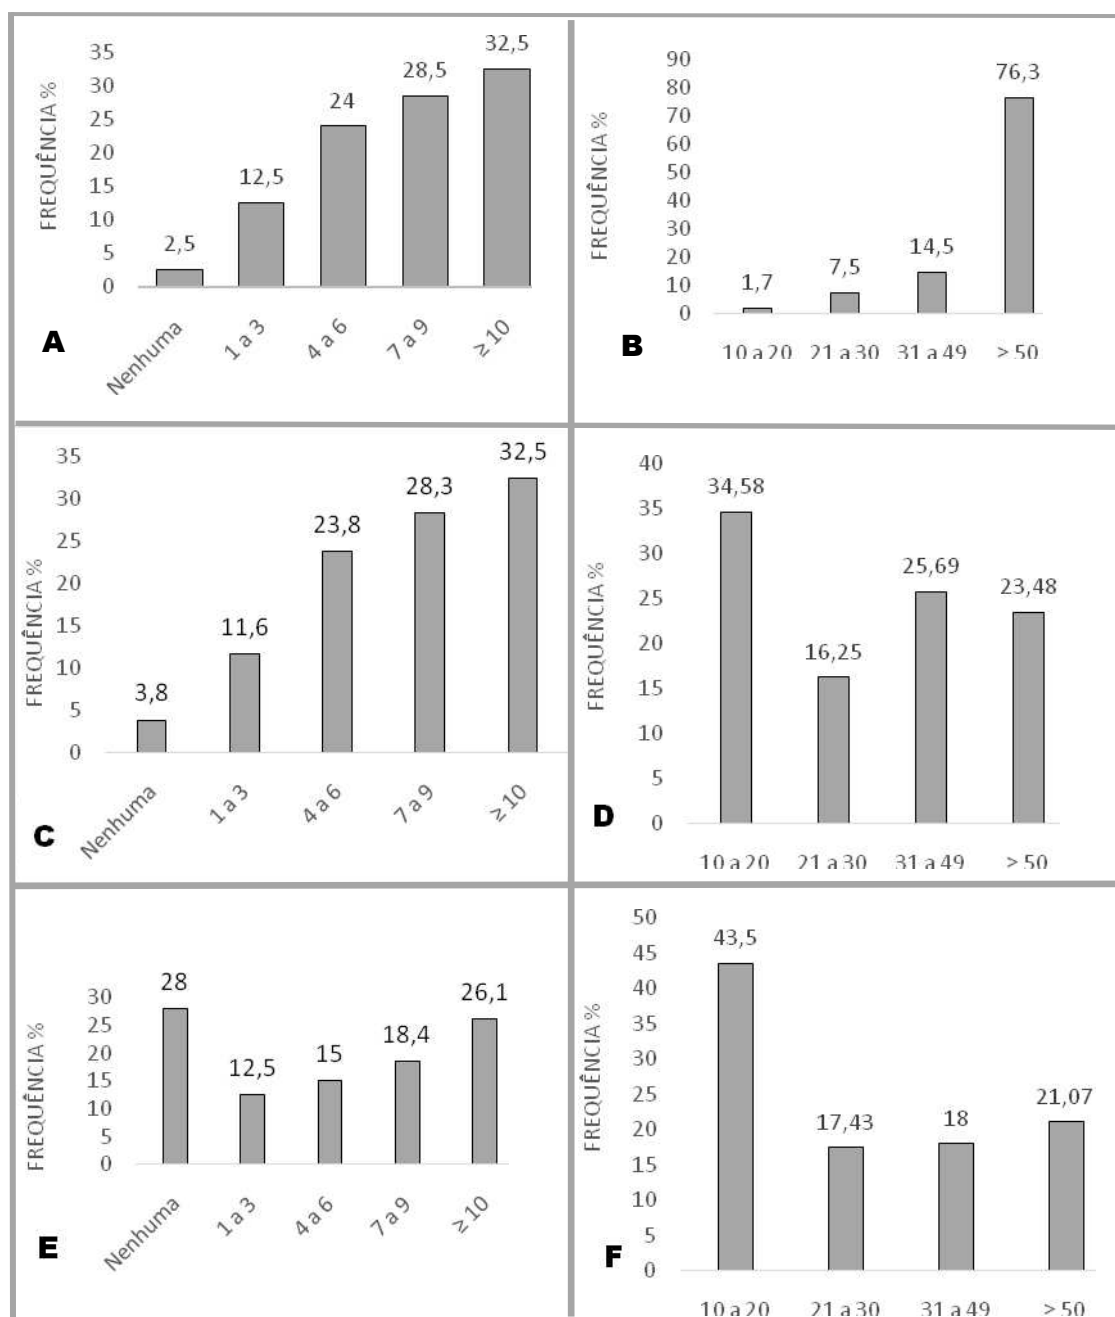 FREQUÊNCIA %
35
30
25
20
15
10
5
0
2,5
12,5
24
28,5
32,5
Nenhuma
1 a 3
4 a 6
7 a 9
≥ 10
A
FREQUÊNCIA %
90
80
70
60
50
40
30
20
10
0
1,7
7,5
14,5
76,3
10 a 20
21 a 30
31 a 49
> 50
B
FREQUÊNCIA %
35
30
25
20
15
10
5
0
3,8
11,6
23,8
28,3
32,5
Nenhuma
1 a 3
4 a 6
7 a 9
≥ 10
C
FREQUÊNCIA %
40
35
30
25
20
15
10
5
0
34,58
16,25
25,69
23,48
10 a 20
21 a 30
31 a 49
> 50
D
FREQUÊNCIA %
30
25
20
15
10
5
0
28
12,5
15
18,4
26,1
Nenhuma
1 a 3
4 a 6
7 a 9
≥ 10
E
FREQUÊNCIA %
50
45
40
35
30
25
20
15
10
5
0
43,5
17,43
18
21,07
10 a 20
21 a 30
31 a 49
> 50
F